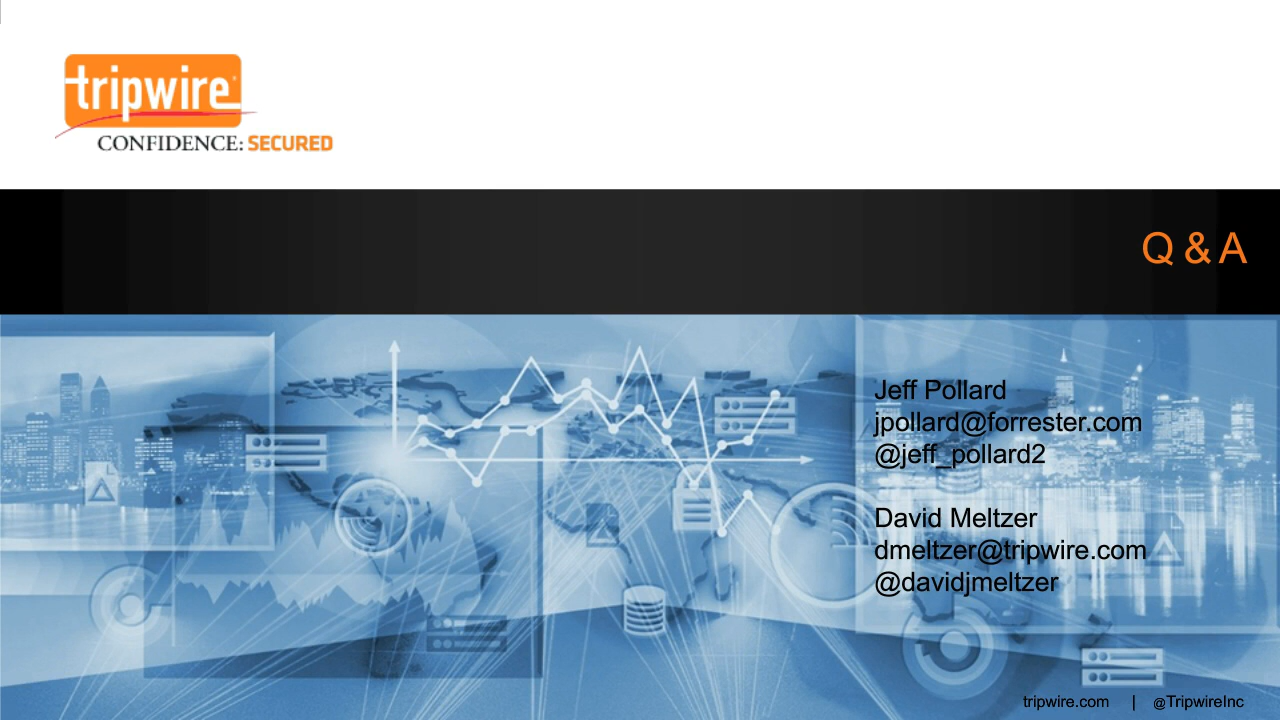 tripwire
CONFIDENCE: SECURED
Q & A
Jeff Pollard
jpollard@forrester.com
@jeff_pollard2
David Meltzer
dmeltzer@tripwire.com
@davidjmeltzer
tripwire.com | @TripwireInc